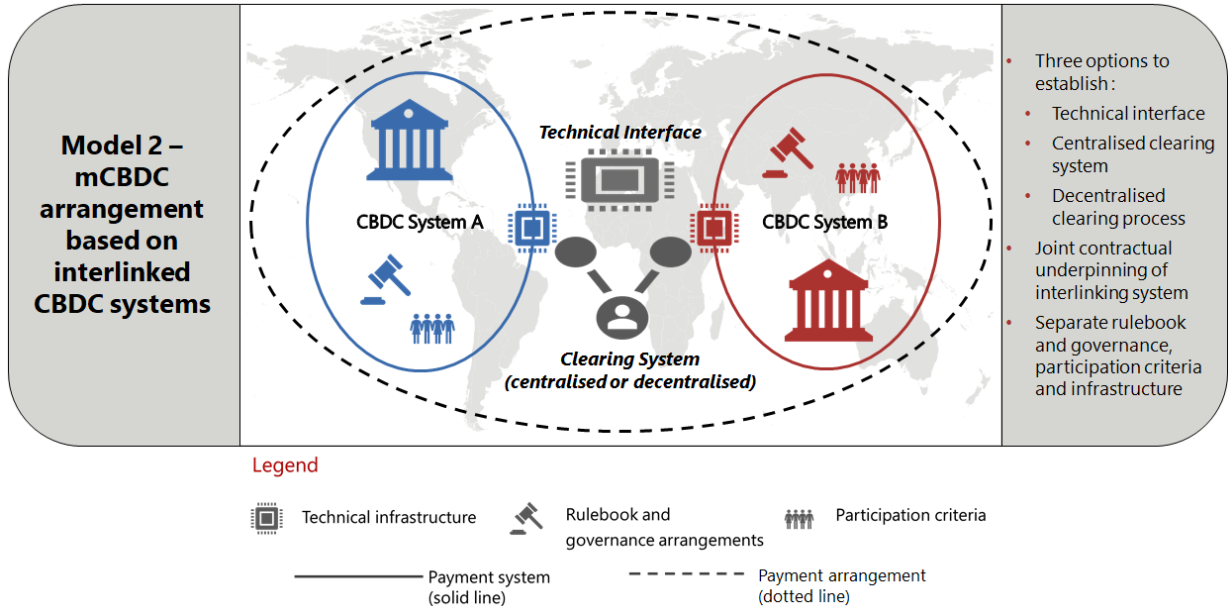 Model 2 –
mCBDC
arrangement
based on
interlinked
CBDC systems
Technical Interface
CBDC System A
CBDC System B
Clearing System
(centralised or decentralised)
• Three options to
establish:
• Technical interface
• Centralised clearing
system
• Decentralised
clearing process
• Joint contractual
underpinning of
interlinking system
• Separate rulebook
and governance,
participation criteria
and infrastructure
Legend
Technical infrastructure
Rulebook and
governance arrangements
Participation criteria
Payment system
(solid line)
Payment arrangement
(dotted line)